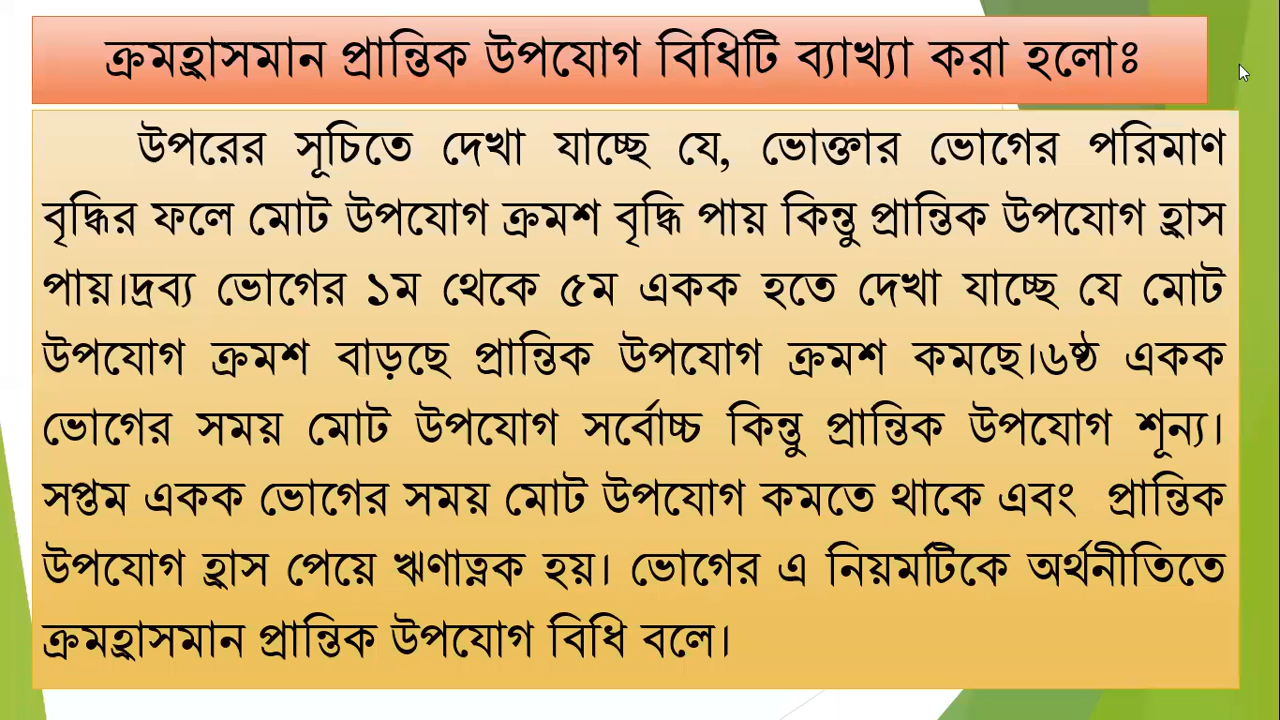 ক্রমহ্রাসমান প্রান্তিক উপযোগ বিধিটি ব্যাখ্যা করা হলোঃ
উপরের সূচিতে দেখা যাচ্ছে যে, ভোক্তার ভোগের পরিমাণ
বৃদ্ধির ফলে মোট উপযোগ ক্রমশ বৃদ্ধি পায় কিন্তু প্রান্তিক উপযোগ হ্রাস
পায়।দ্রব্য ভোগের ১ম থেকে ৫ম একক হতে দেখা যাচ্ছে যে মোট
উপযোগ ক্রমশ বাড়ছে প্রান্তিক উপযোগ ক্রমশ কমছে।৬ষ্ঠ একক
ভোগের সময় মোট উপযোগ সর্বোচ্চ কিন্তু প্রান্তিক উপযোগ শূন্য।
সপ্তম একক ভোগের সময় মোট উপযোগ কমতে থাকে এবং প্রান্তিক
উপযোগ হ্রাস পেয়ে ঋণাত্নক হয়। ভোগের এ নিয়মটিকে অর্থনীতিতে
ক্রমহ্রাসমান প্রান্তিক উপযোগ বিধি বলে।